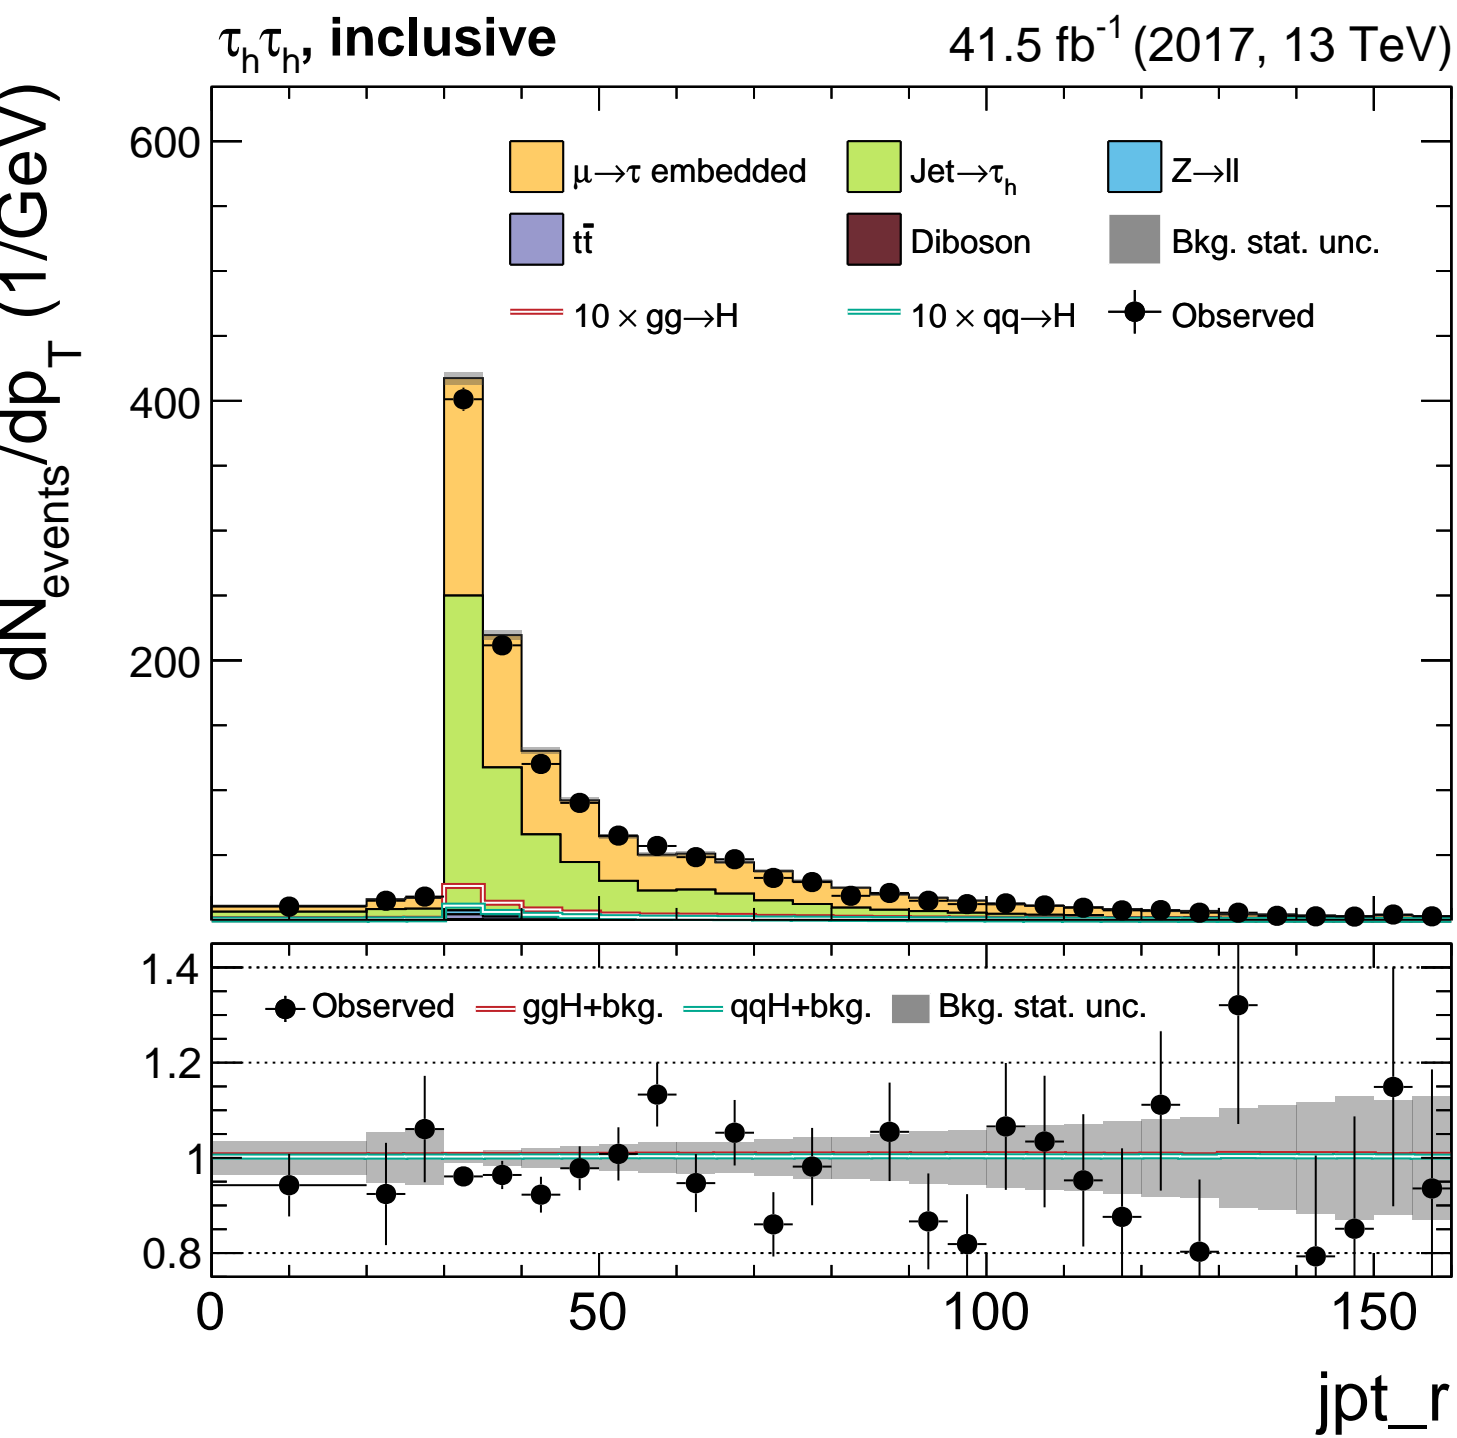 τhτh, inclusive
41.5 fb-1 (2017, 13 TeV)
dNevents/dpT (1/GeV)
600
400
200
μ→τ embedded
Jet→τh
Z→ll
tt̄
Diboson
Bkg. stat. unc.
10 × gg→H
10 × qq→H
Observed
1.4
1.2
1
0.8
Observed
ggH+bkg.
qqH+bkg.
Bkg. stat. unc.
0
50
100
150
jpt_r